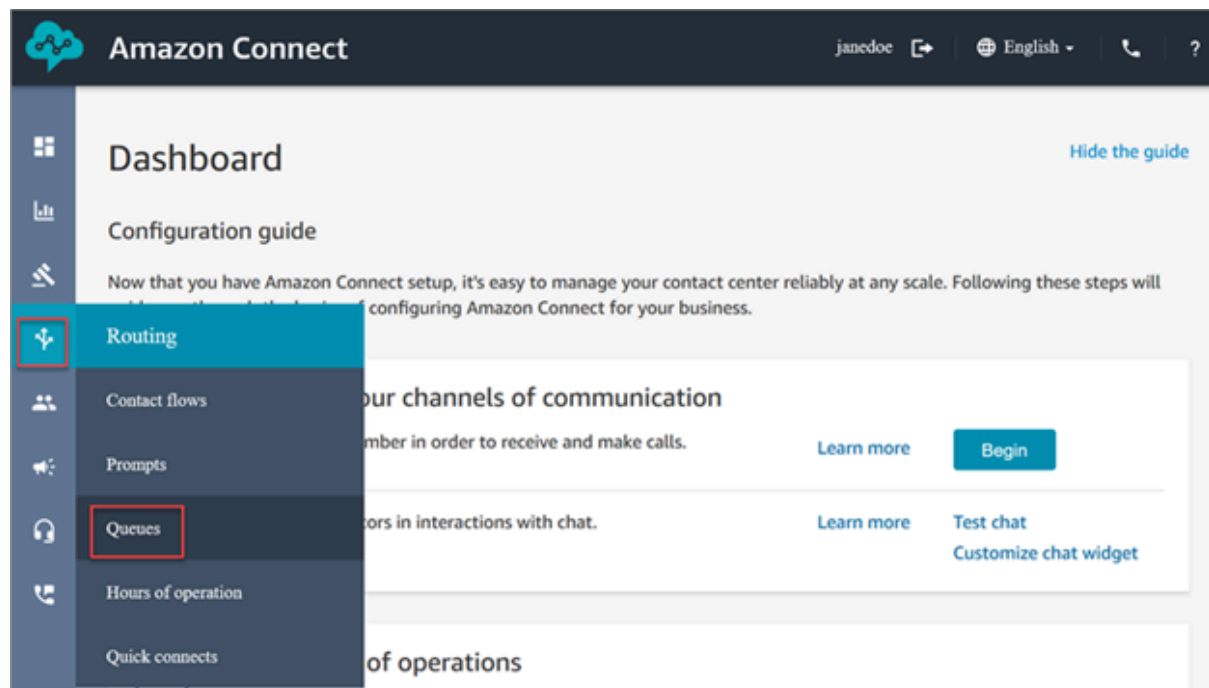 Amazon Connect
janedoe English ?
Dashboard
Hide the guide
Configuration guide
Now that you have Amazon Connect setup, it's easy to manage your contact center reliably at any scale. Following these steps will
configuring Amazon Connect for your business.
Routing
Contact flows
Prompts
Queues
Hours of operation
Quick connects
our channels of communication
mber in order to receive and make calls.
Learn more
Begin
tors in interactions with chat.
Learn more
Test chat
Customize chat widget
of operations